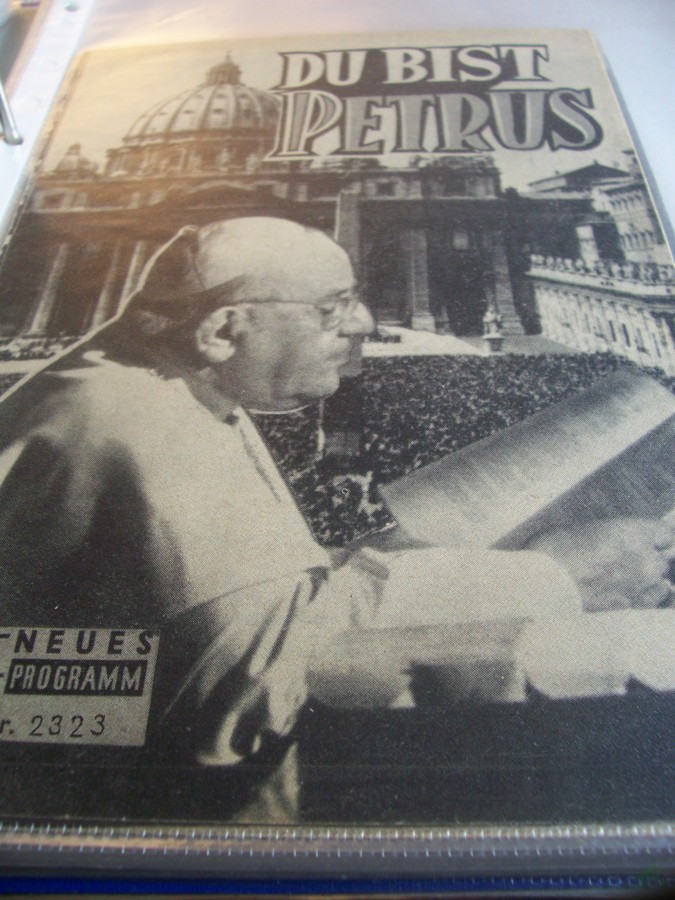 DU BIST
PETRUS
NEUES
PROGRAMM
r. 2323